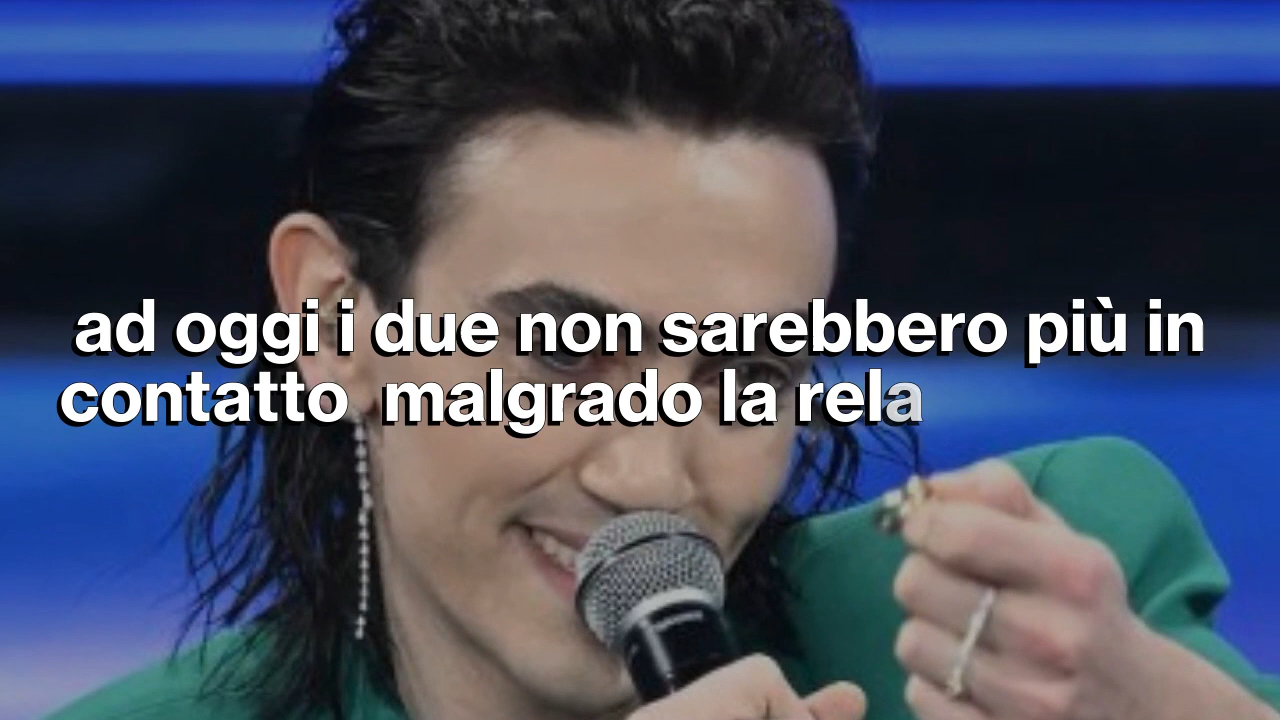 ad oggi i due non sarebbero più in
contatto malgrado la rela